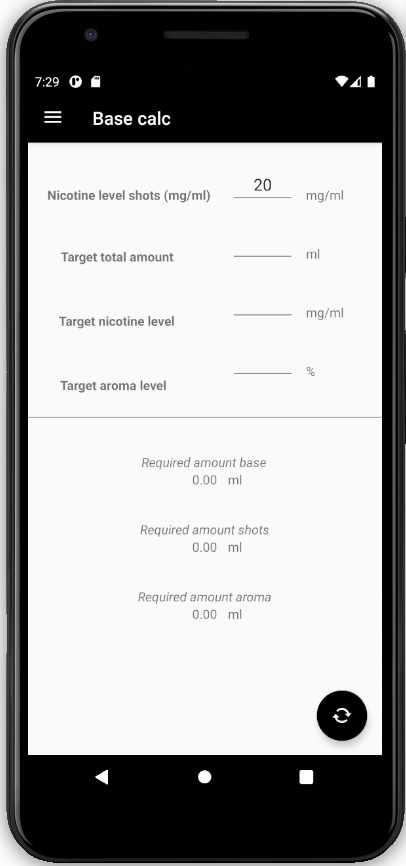 7:29
Base calc
Nicotine level shots (mg/ml) 20 mg/ml
Target total amount ml
Target nicotine level mg/ml
Target aroma level %
Required amount base
0.00 ml
Required amount shots
0.00 ml
Required amount aroma
0.00 ml